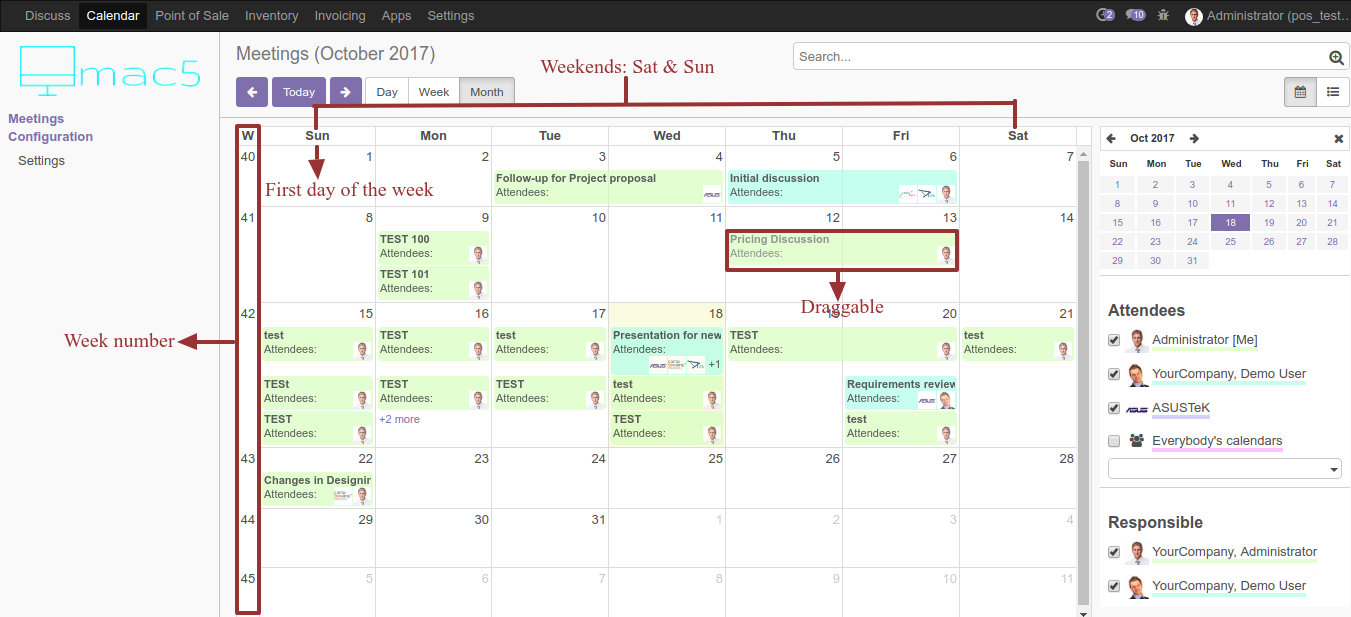 Discuss Calendar Point of Sale Inventory Invoicing Apps Settings 2 10 Administrator (pos_test...
mac5
Meetings
Configuration
Settings
Meetings (October 2017)
Search...
Today Day Week Month
Weekends: Sat & Sun
W Sun Mon Tue Wed Thu Fri Sat
First day of the week
40 1 2 3 4 5 6 7
Follow-up for Project proposal
Attendees:
ASUS
Initial discussion
Attendees:
41 8 9 10 11 12 13 14
TEST 100
Attendees:
TEST 101
Attendees:
Pricing Discussion
Attendees:
Draggable
Week number
42 15 16 17 18 19 20 21
test
Attendees:
TEST
Attendees:
test
Attendees:
Presentation for new
Attendees:
ASUS +1
TEST
Attendees:
test
Attendees:
TESt
Attendees:
TEST
Attendees:
TEST
Attendees:
test
Attendees:
Requirements review
Attendees:
ASUS
TEST
Attendees:
+2 more
TEST
Attendees:
test
Attendees:
43 22 23 24 25 26 27 28
Changes in Designin
Attendees:
44 29 30 31 1 2 3 4
45 5 6 7 8 9 10 11
Oct 2017
Sun Mon Tue Wed Thu Fri Sat
1 2 3 4 5 6 7
8 9 10 11 12 13 14
15 16 17 18 19 20 21
22 23 24 25 26 27 28
29 30 31
Attendees
Administrator [Me]
YourCompany, Demo User
ASUS ASUSTeK
Everybody's calendars
Responsible
YourCompany, Administrator
YourCompany, Demo User